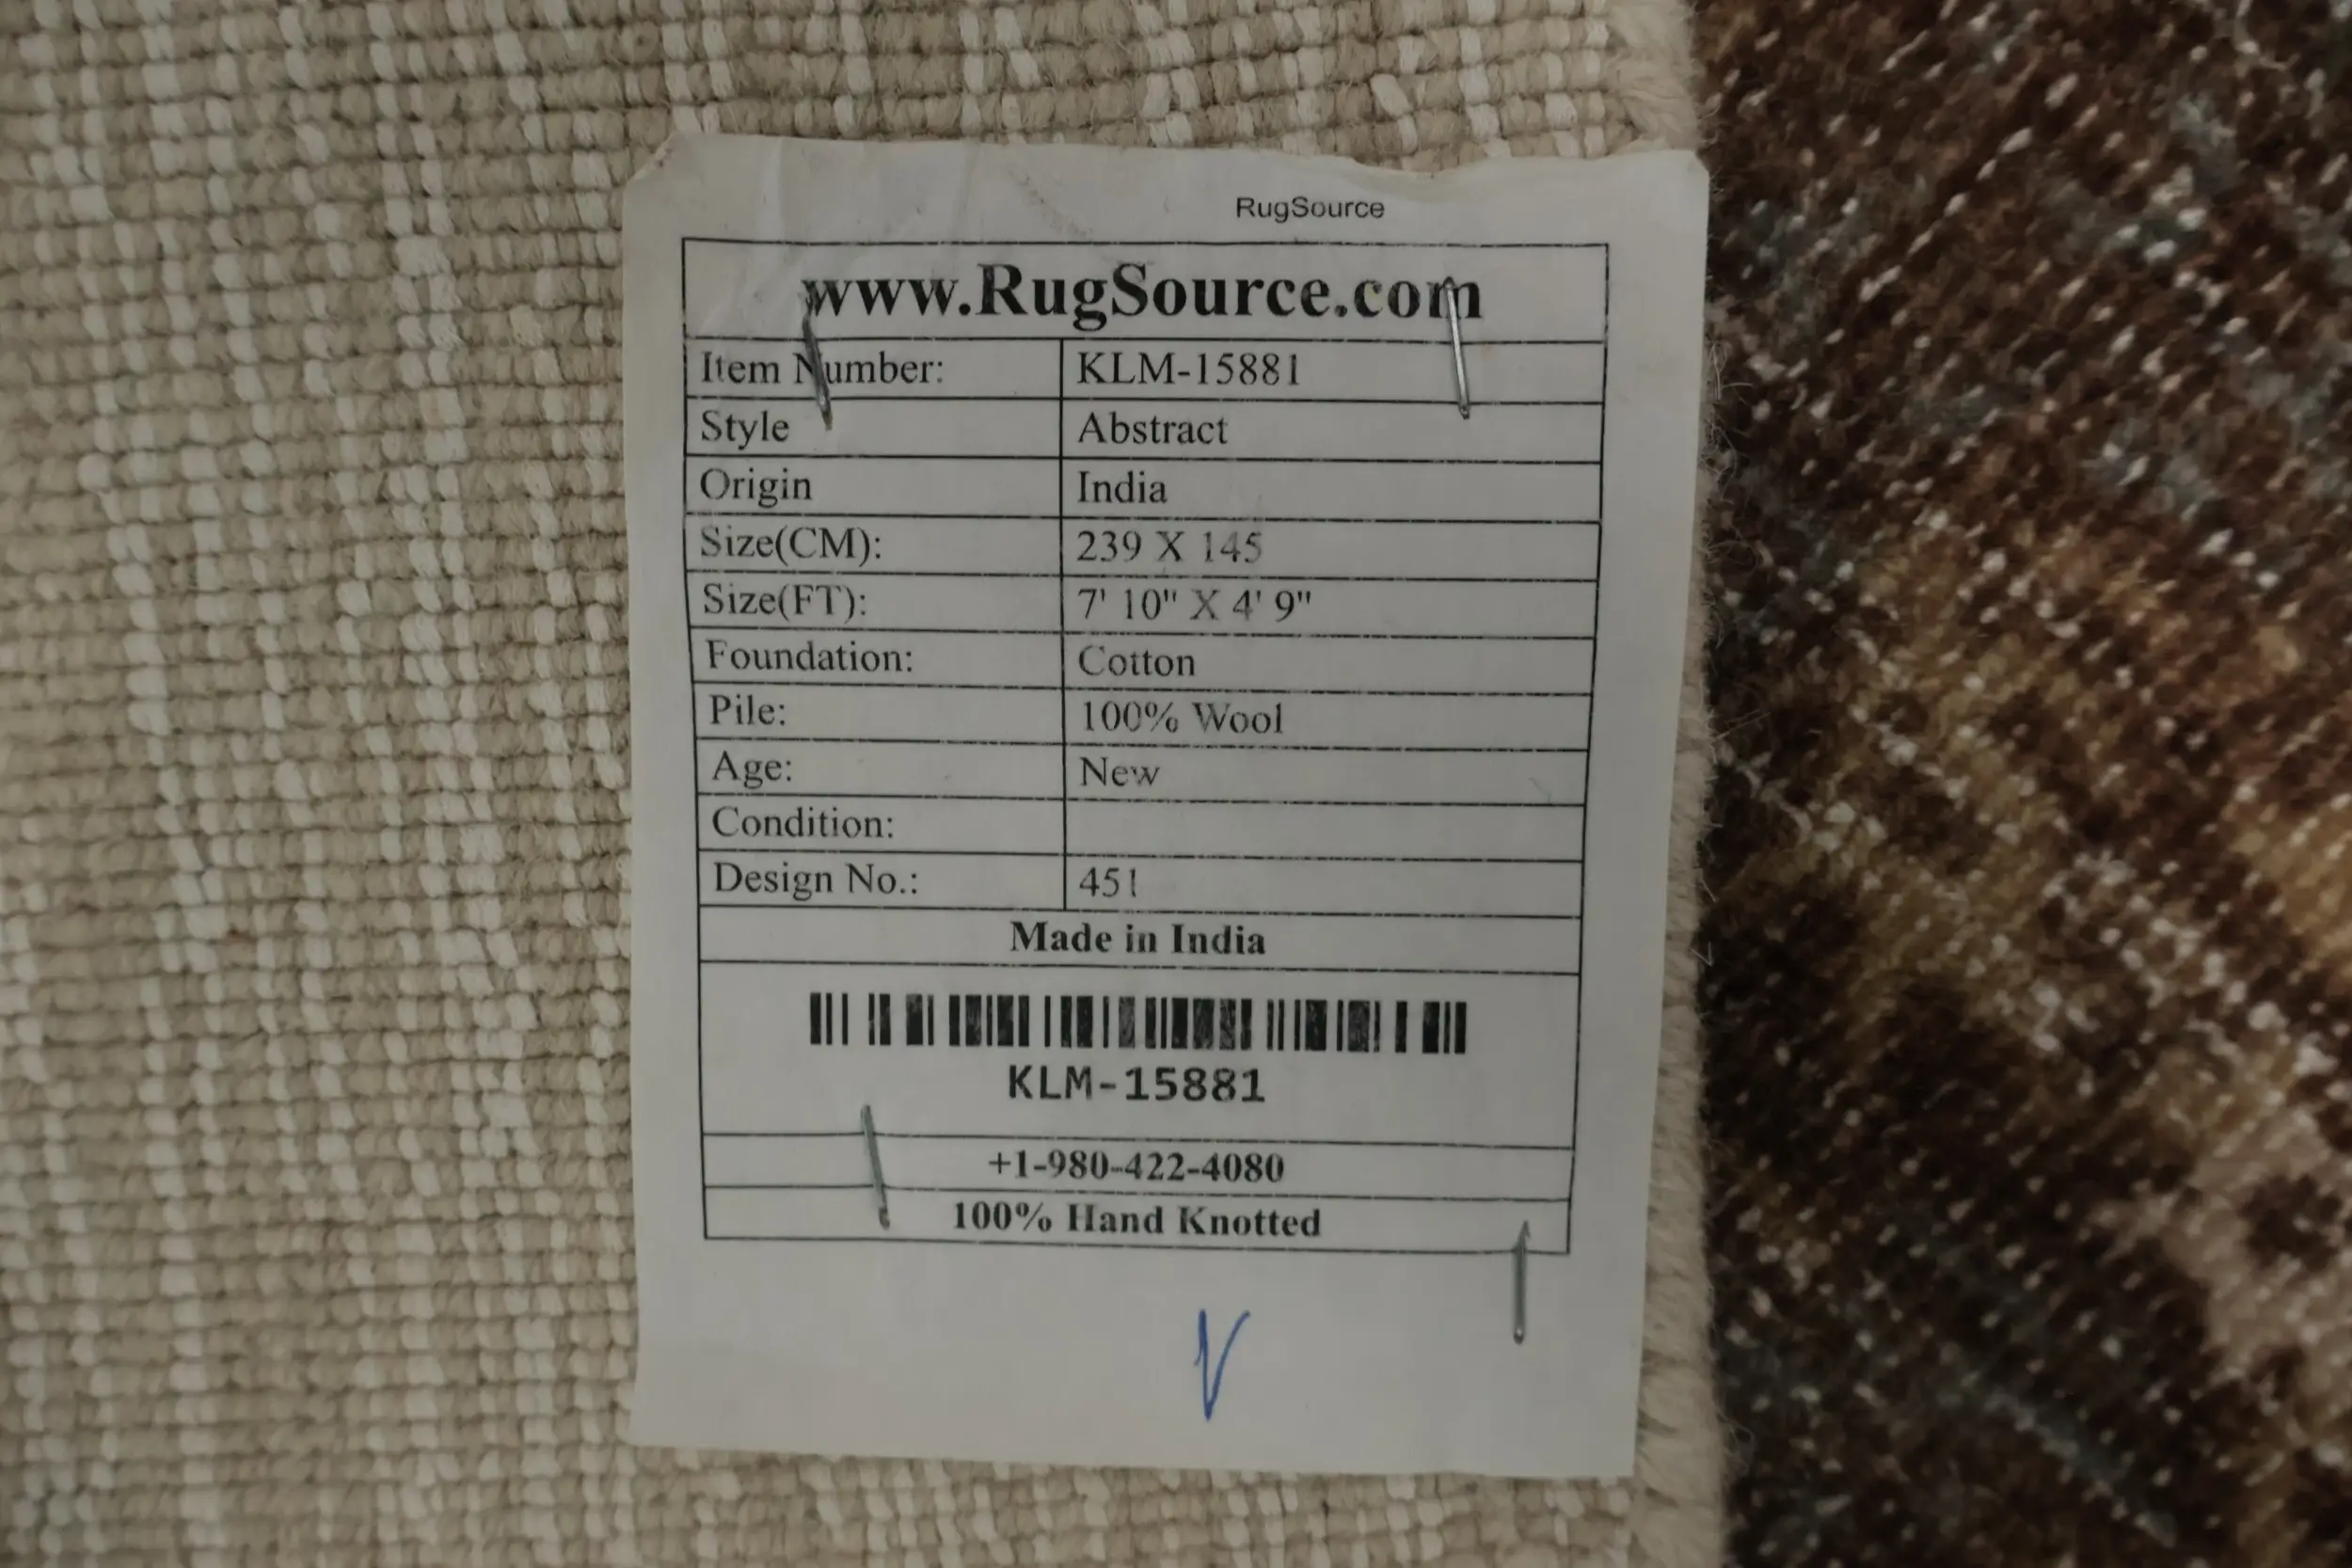 RugSource
www.RugSource.com
Item Number: KLM-15881
Style Abstract
Origin India
Size(CM): 239 X 145
Size(FT): 7' 10" X 4' 9"
Foundation: Cotton
Pile: 100% Wool
Age: New
Condition:
Design No.: 451
Made in India
KLM-15881
+1-980-422-4080
100% Hand Knotted